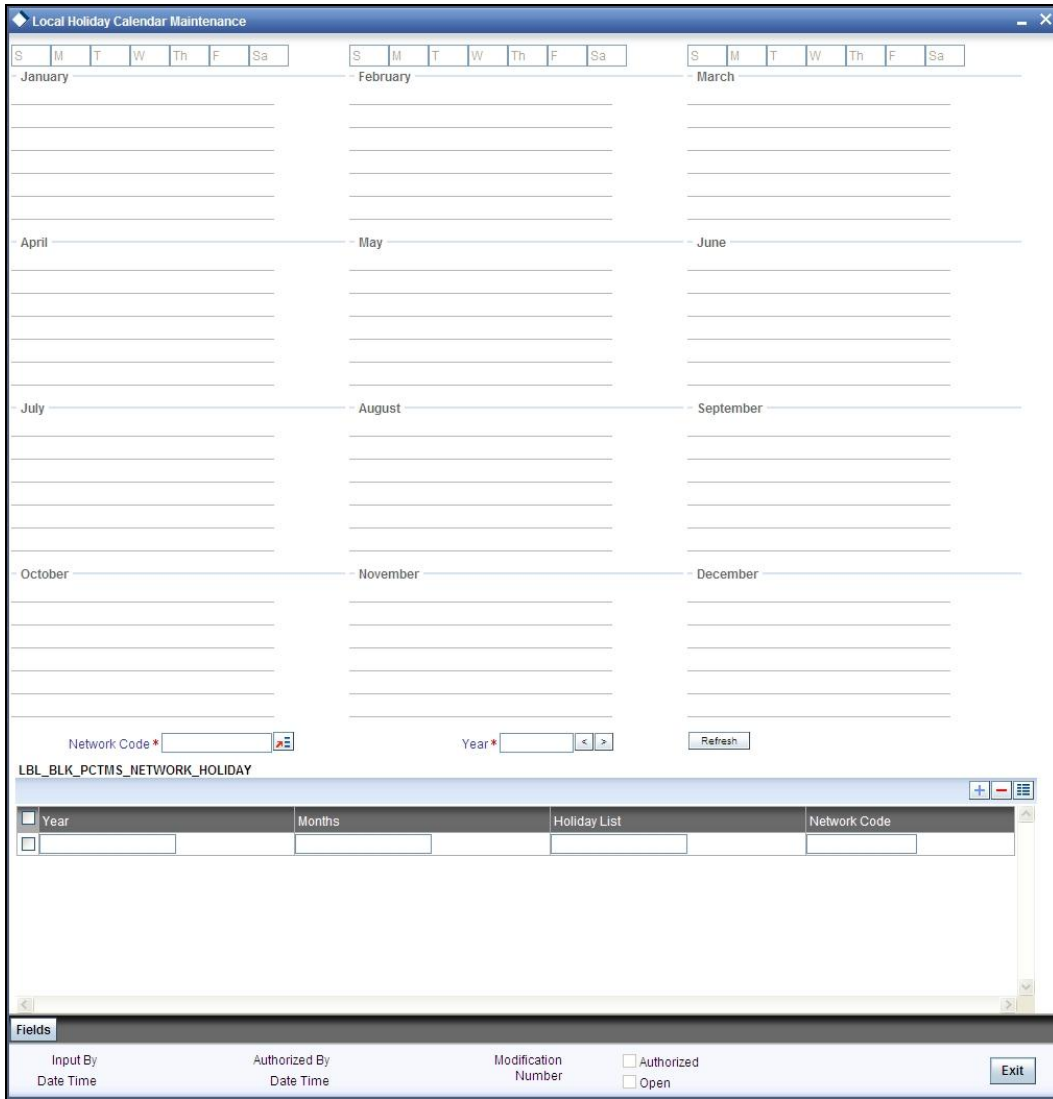 Local Holiday Calendar Maintenance
S M T W Th F Sa S M T W Th F Sa S M T W Th F Sa
January February March
April May June
July August September
October November December
Network Code * Year * < > Refresh
LBL_BLK_PCTMS_NETWORK_HOLIDAY
Year Months Holiday List Network Code
Fields
Input By Authorized By Modification Number Authorized
Date Time Date Time Open
Exit